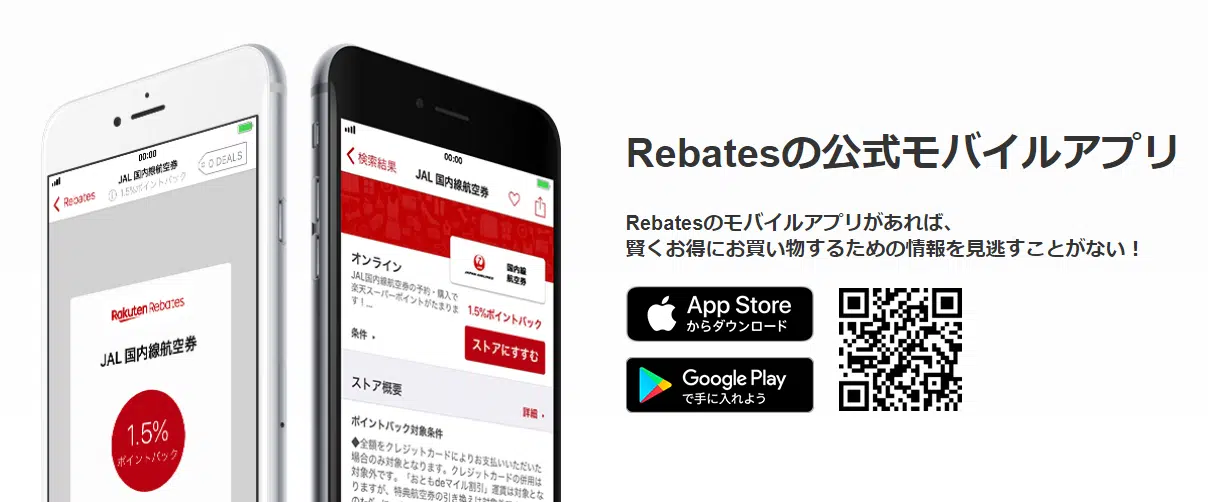 00:00
Rebates
JAL 国内線航空券
1.5%ポイントバック
0 DEALS
Rakuten Rebates
JAL 国内線航空券
1.5%
ポイントバック
00:00
検索結果
JAL 国内線航空券
オンライン
JAL国内線航空券の予約・購入で
楽天スーパーポイントがたまりま
す！...
JAPAN AIRLINES
国内線
航空券
1.5%ポイントバック
条件
ストアにすすむ
ストア概要
詳細
ポイントバック対象条件
◆全額をクレジットカードによりお支払いいただいた
場合のみ対象となります。クレジットカードの併用は
対象外です。「おともdeマイル割引」運賃は対象とな
りますが、特典航空券の引き換えは対象
Rebatesの公式モバイルアプリ
Rebatesのモバイルアプリがあれば、
賢くお得にお買い物するための情報を見逃すことがない！
App Store
からダウンロード
Google Play
で手に入れよう